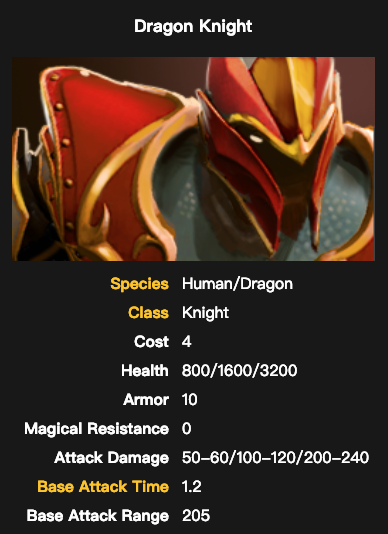 Dragon Knight
Species Human/Dragon
Class Knight
Cost 4
Health 800/1600/3200
Armor 10
Magical Resistance 0
Attack Damage 50–60/100–120/200–240
Base Attack Time 1.2
Base Attack Range 205